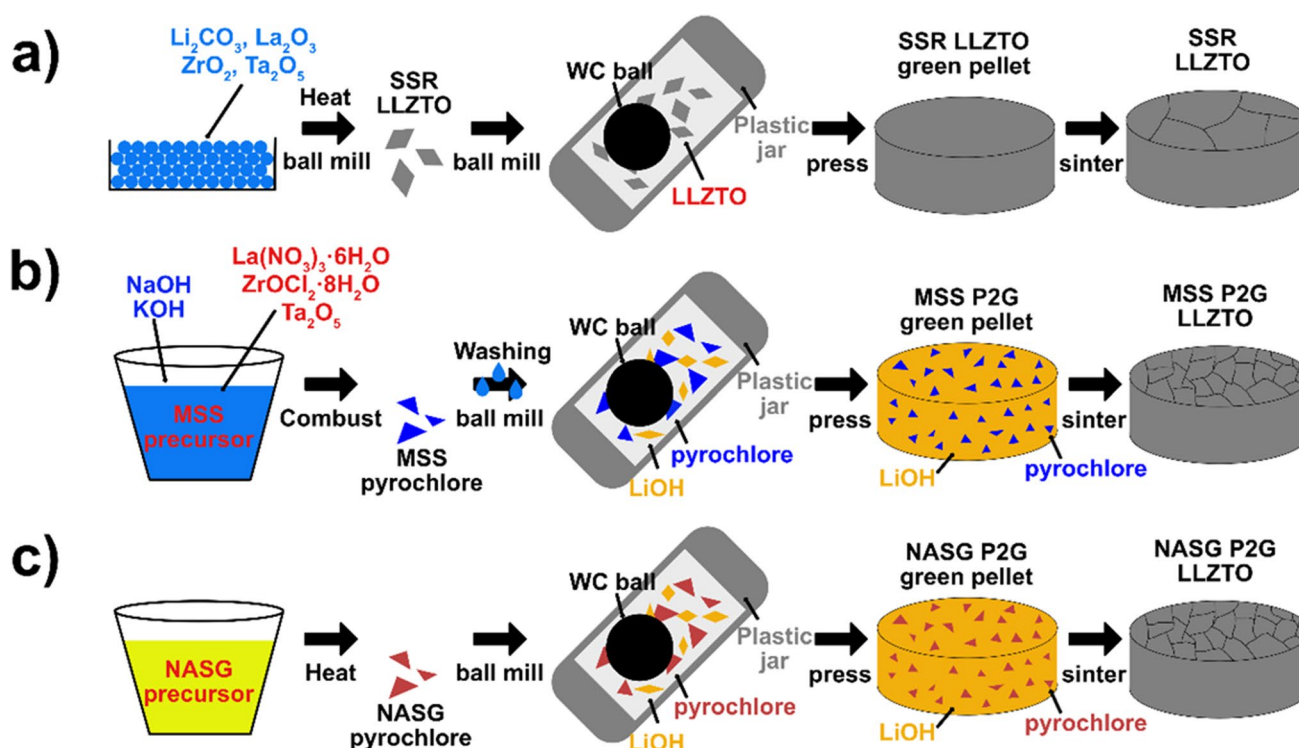 a)
Li₂CO₃, La₂O₃
ZrO₂, Ta₂O₅
Heat
ball mill
SSR
LLZTO
ball mill
WC ball
Plastic
jar
LLZTO
press
SSR LLZTO
green pellet
sinter
SSR
LLZTO
b)
NaOH
KOH
La(NO₃)₃·6H₂O
ZrOCl₂·8H₂O
Ta₂O₅
MSS
precursor
Combust
MSS
pyrochlore
Washing
ball mill
WC ball
Plastic
jar
pyrochlore
LiOH
press
MSS P2G
green pellet
LiOH
pyrochlore
sinter
MSS P2G
LLZTO
c)
NASG
precursor
Heat
NASG
pyrochlore
ball mill
WC ball
Plastic
jar
pyrochlore
LiOH
press
NASG P2G
green pellet
LiOH
pyrochlore
sinter
NASG P2G
LLZTO